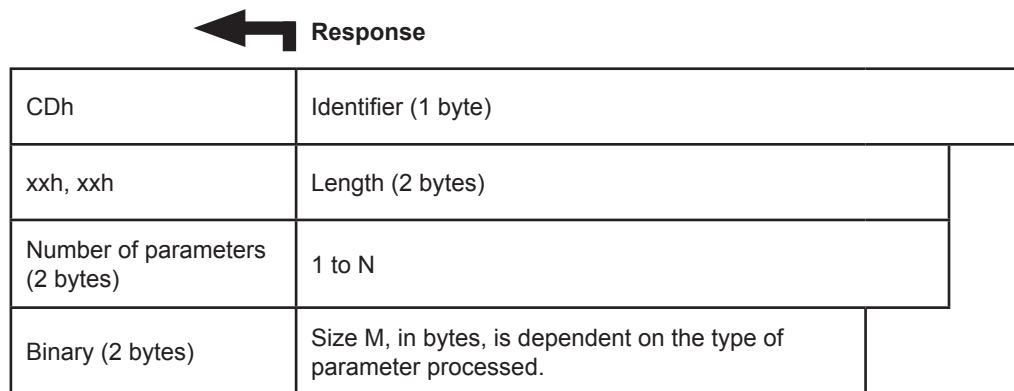 Response
CDh
Identifier (1 byte)
xxh, xxh
Length (2 bytes)
Number of parameters
(2 bytes)
1 to N
Binary (2 bytes)
Size M, in bytes, is dependent on the type of
parameter processed.